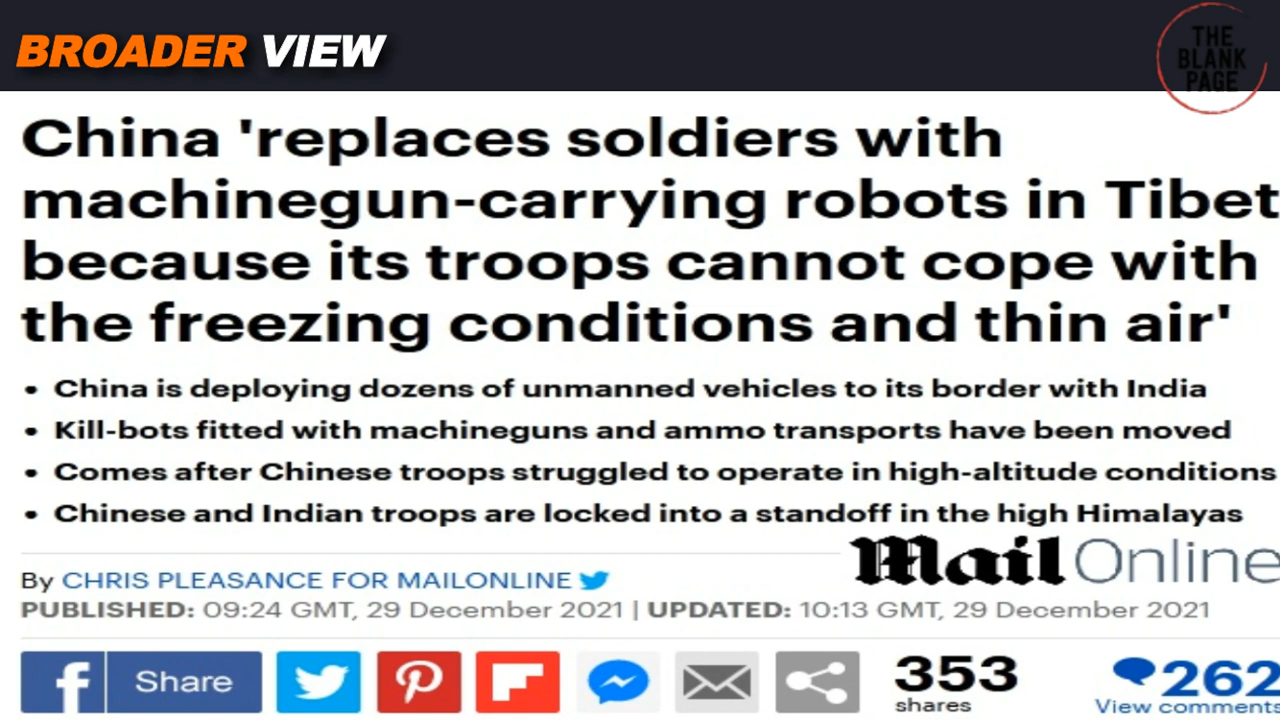 BROADER VIEW
THE
BLANK
PAGE
China 'replaces soldiers with
machinegun-carrying robots in Tibet
because its troops cannot cope with
the freezing conditions and thin air'
• China is deploying dozens of unmanned vehicles to its border with India
• Kill-bots fitted with machineguns and ammo transports have been moved
• Comes after Chinese troops struggled to operate in high-altitude conditions
• Chinese and Indian troops are locked into a standoff in the high Himalayas
Mail Online
By CHRIS PLEASANCE FOR MAILONLINE
PUBLISHED: 09:24 GMT, 29 December 2021 | UPDATED: 10:13 GMT, 29 December 2021
f Share
353
shares
262
View comments